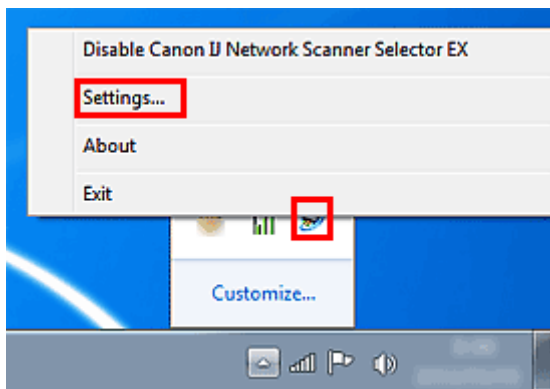 Disable Canon IJ Network Scanner Selector EX
Settings...
About
Exit
Customize...